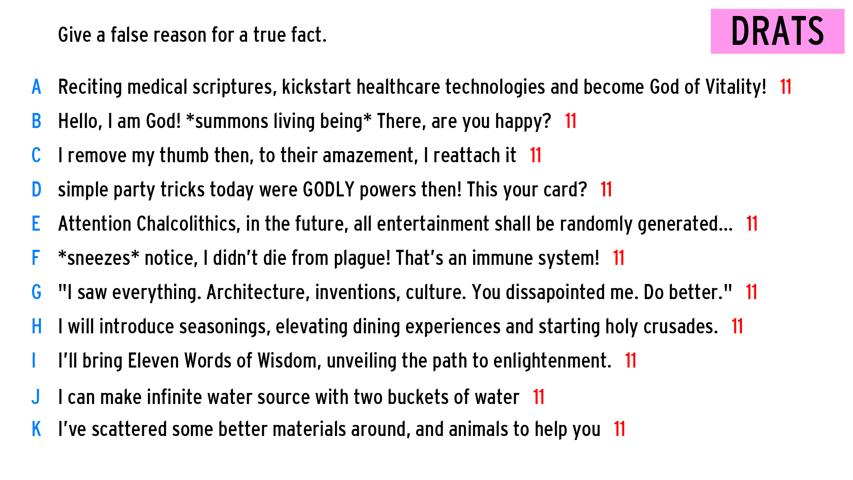 Give a false reason for a true fact.
DRATS
A Reciting medical scriptures, kickstart healthcare technologies and become God of Vitality! 11
B Hello, I am God! *summons living being* There, are you happy? 11
C I remove my thumb then, to their amazement, I reattach it 11
D simple party tricks today were GODLY powers then! This your card? 11
E Attention Chalcolithics, in the future, all entertainment shall be randomly generated... 11
F *sneezes* notice, I didn't die from plague! That's an immune system! 11
G "I saw everything. Architecture, inventions, culture. You dissapointed me. Do better." 11
H I will introduce seasonings, elevating dining experiences and starting holy crusades. 11
I I'll bring Eleven Words of Wisdom, unveiling the path to enlightenment. 11
J I can make infinite water source with two buckets of water 11
K I've scattered some better materials around, and animals to help you 11